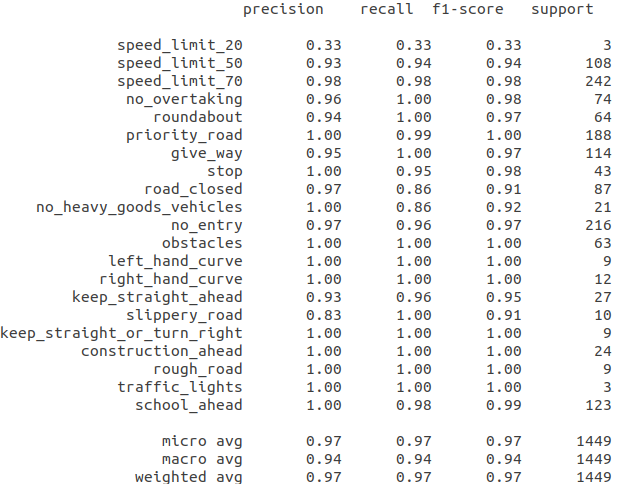 precision recall f1-score support
speed_limit_20 0.33 0.33 0.33 3
speed_limit_50 0.93 0.94 0.94 108
speed_limit_70 0.98 0.98 0.98 242
no_overtaking 0.96 1.00 0.98 74
roundabout 0.94 1.00 0.97 64
priority_road 1.00 0.99 1.00 188
give_way 0.95 1.00 0.97 114
stop 1.00 0.95 0.98 43
road_closed 0.97 0.86 0.91 87
no_heavy_goods_vehicles 1.00 0.86 0.92 21
no_entry 0.97 0.96 0.97 216
obstacles 1.00 1.00 1.00 63
left_hand_curve 1.00 1.00 1.00 9
right_hand_curve 1.00 1.00 1.00 12
keep_straight_ahead 0.93 0.96 0.95 27
slippery_road 0.83 1.00 0.91 10
keep_straight_or_turn_right 1.00 1.00 1.00 9
construction_ahead 1.00 1.00 1.00 24
rough_road 1.00 1.00 1.00 9
traffic_lights 1.00 1.00 1.00 3
school_ahead 1.00 0.98 0.99 123
micro avg 0.97 0.97 0.97 1449
macro avg 0.94 0.94 0.94 1449
weighted avg 0.97 0.97 0.97 1449